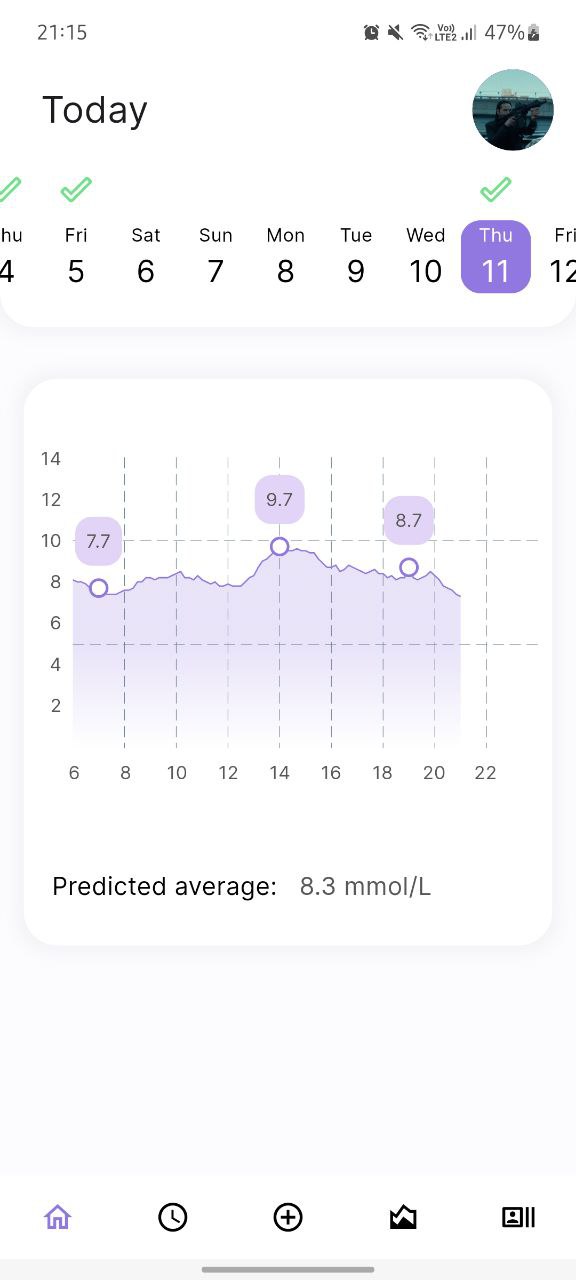 21:15 Vo)) LTE2 47%
Today
hu Fri Sat Sun Mon Tue Wed Thu Fri
4 5 6 7 8 9 10 11 12
14
12
10
8
6
4
2
7.7
9.7
8.7
6 8 10 12 14 16 18 20 22
Predicted average: 8.3 mmol/L